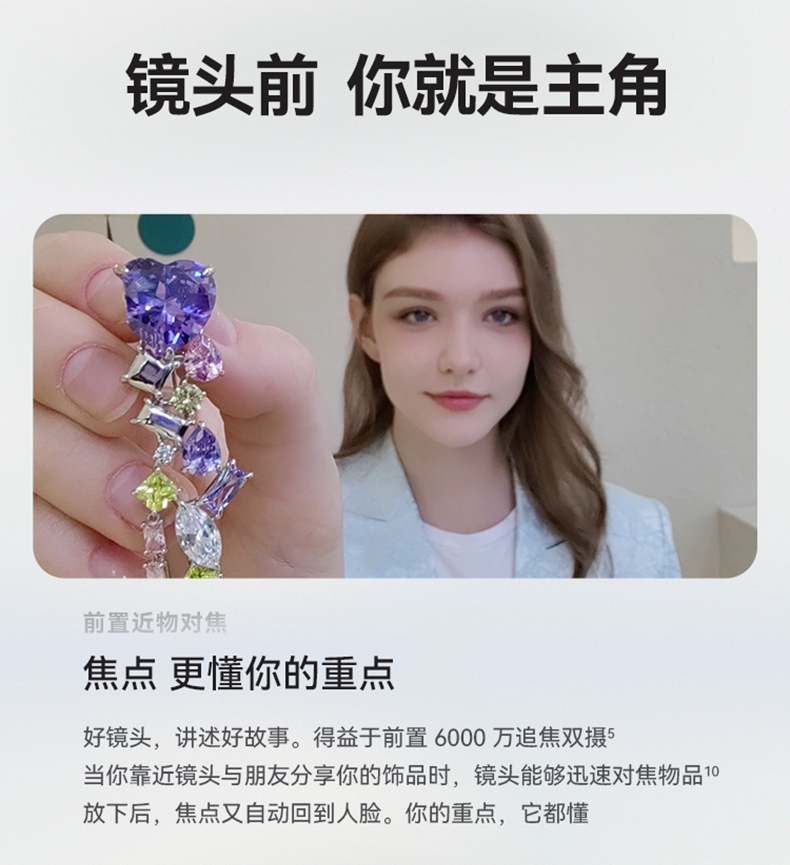 镜头前 你就是主角
前置近物对焦
焦点 更懂你的重点
好镜头，讲述好故事。得益于前置 6000 万追焦双摄⁵
当你靠近镜头与朋友分享你的饰品时，镜头能够迅速对焦物品¹⁰
放下后，焦点又自动回到人脸。你的重点，它都懂